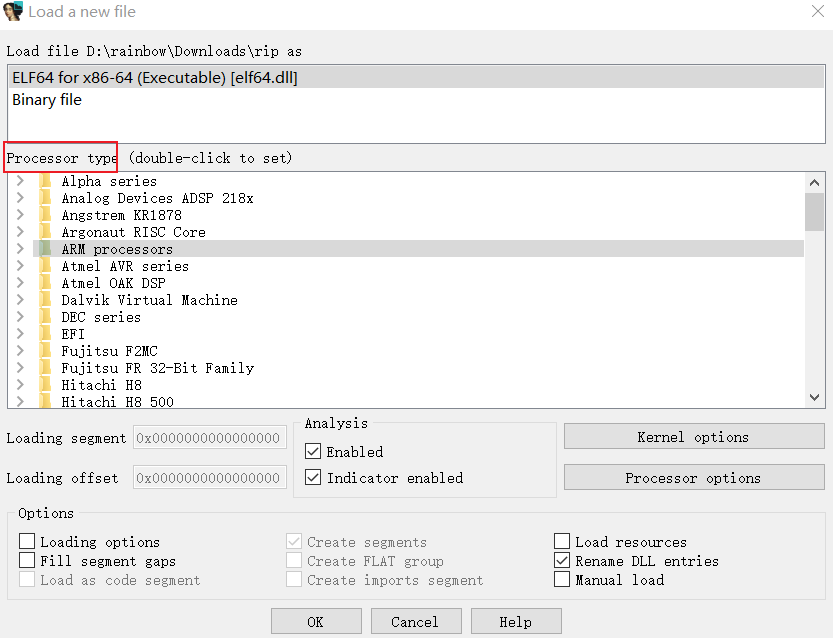 Load a new file
Load file D:\rainbow\Downloads\rip as
ELF64 for x86-64 (Executable) [elf64.dll]
Binary file
Processor type (double-click to set)
Alpha series
Analog Devices ADSP 218x
Angstrem KR1878
Argonaut RISC Core
ARM processors
Atmel AVR series
Atmel OAK DSP
Dalvik Virtual Machine
DEC series
EFI
Fujitsu F2MC
Fujitsu FR 32-Bit Family
Hitachi H8
Hitachi H8 500
Loading segment 0x0000000000000000
Loading offset 0x0000000000000000
Analysis
Enabled
Indicator enabled
Kernel options
Processor options
Options
Loading options
Fill segment gaps
Load as code segment
Create segments
Create FLAT group
Create imports segment
Load resources
Rename DLL entries
Manual load
OK Cancel Help